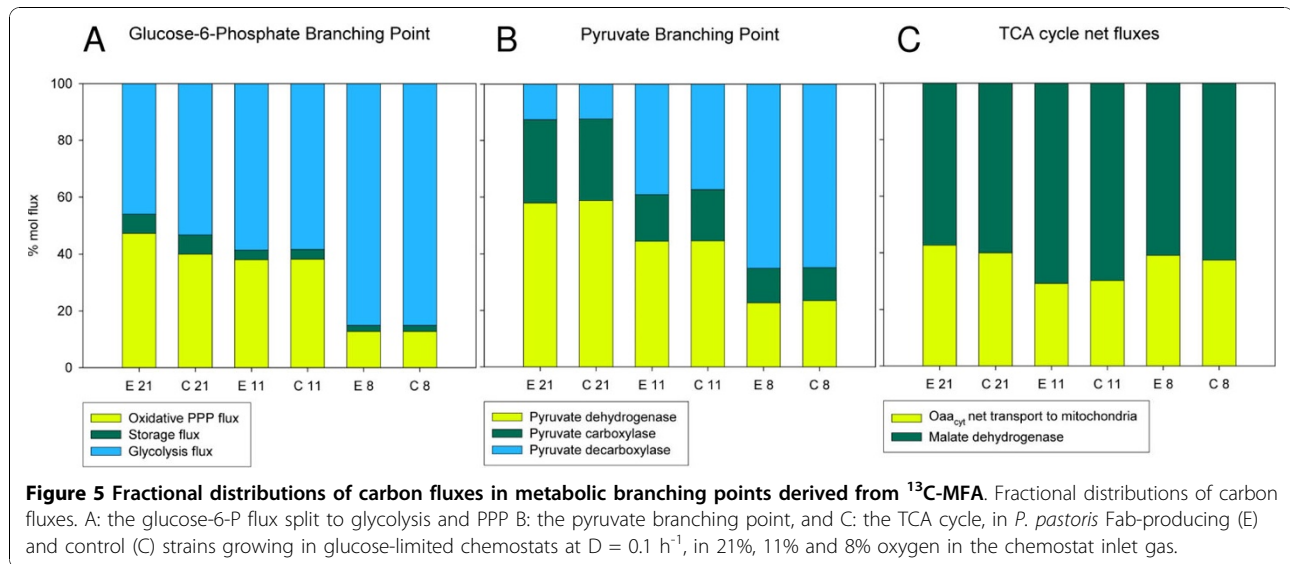 A Glucose-6-Phosphate Branching Point
B Pyruvate Branching Point
C TCA cycle net fluxes
% mol flux
100
80
60
40
20
0
E 21 C 21 E 11 C 11 E 8 C 8
E 21 C 21 E 11 C 11 E 8 C 8
E 21 C 21 E 11 C 11 E 8 C 8
Oxidative PPP flux
Storage flux
Glycolysis flux
Pyruvate dehydrogenase
Pyruvate carboxylase
Pyruvate decarboxylase
Oaacyt net transport to mitochondria
Malate dehydrogenase
Figure 5 Fractional distributions of carbon fluxes in metabolic branching points derived from 13C-MFA. Fractional distributions of carbon
fluxes. A: the glucose-6-P flux split to glycolysis and PPP B: the pyruvate branching point, and C: the TCA cycle, in P. pastoris Fab-producing (E)
and control (C) strains growing in glucose-limited chemostats at D = 0.1 h-1, in 21%, 11% and 8% oxygen in the chemostat inlet gas.